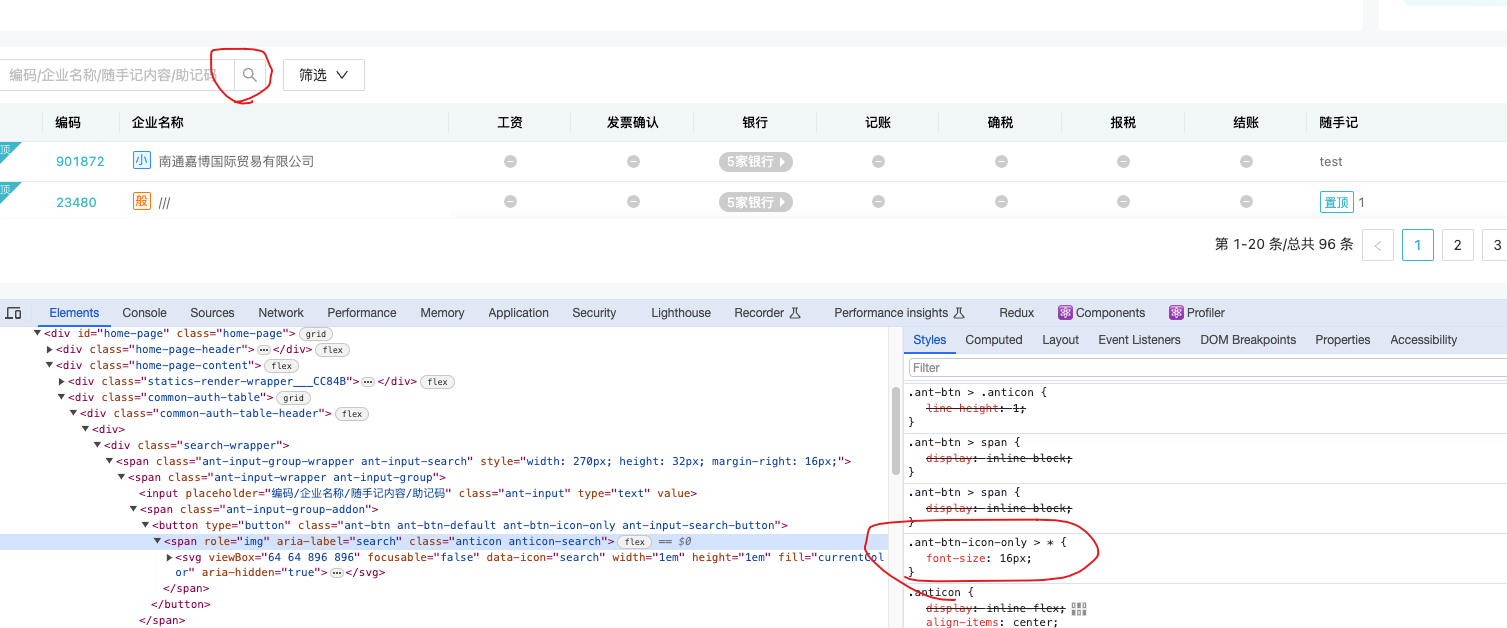 编码/企业名称/随手记内容/助记码 筛选
编码 企业名称 工资 发票确认 银行 记账 确税 报税 结账 随手记
顶 901872 小 南通嘉博国际贸易有限公司 5家银行 test
顶 23480 般 /// 5家银行 置顶 1
第 1-20 条/总共 96 条 < 1 2 3
Elements Console Sources Network Performance Memory Application Security Lighthouse Recorder Performance insights Redux Components Profiler
<div id="home-page" class="home-page"> grid
<div class="home-page-header"> ⋯ </div> flex
<div class="home-page-content"> flex
<div class="statics-render-wrapper___CC84B"> ⋯ </div> flex
<div class="common-auth-table"> grid
<div class="common-auth-table-header"> flex
<div>
<div class="search-wrapper">
<span class="ant-input-group-wrapper ant-input-search" style="width: 270px; height: 32px; margin-right: 16px;">
<span class="ant-input-wrapper ant-input-group">
<input placeholder="编码/企业名称/随手记内容/助记码" class="ant-input" type="text" value>
<span class="ant-input-group-addon">
<button type="button" class="ant-btn ant-btn-default ant-btn-icon-only ant-input-search-button">
<span role="img" aria-label="search" class="anticon anticon-search"> flex == $0
<svg viewBox="64 64 896 896" focusable="false" data-icon="search" width="1em" height="1em" fill="currentCol
or" aria-hidden="true"> ⋯ </svg>
</span>
</button>
</span>
Styles Computed Layout Event Listeners DOM Breakpoints Properties Accessibility
Filter
.ant-btn > .anticon {
line-height: 1;
}
.ant-btn > span {
display: inline-block;
}
.ant-btn > span {
display: inline-block;
}
.ant-btn-icon-only > * {
font-size: 16px;
}
.anticon {
display: inline-flex;
align-items: center;